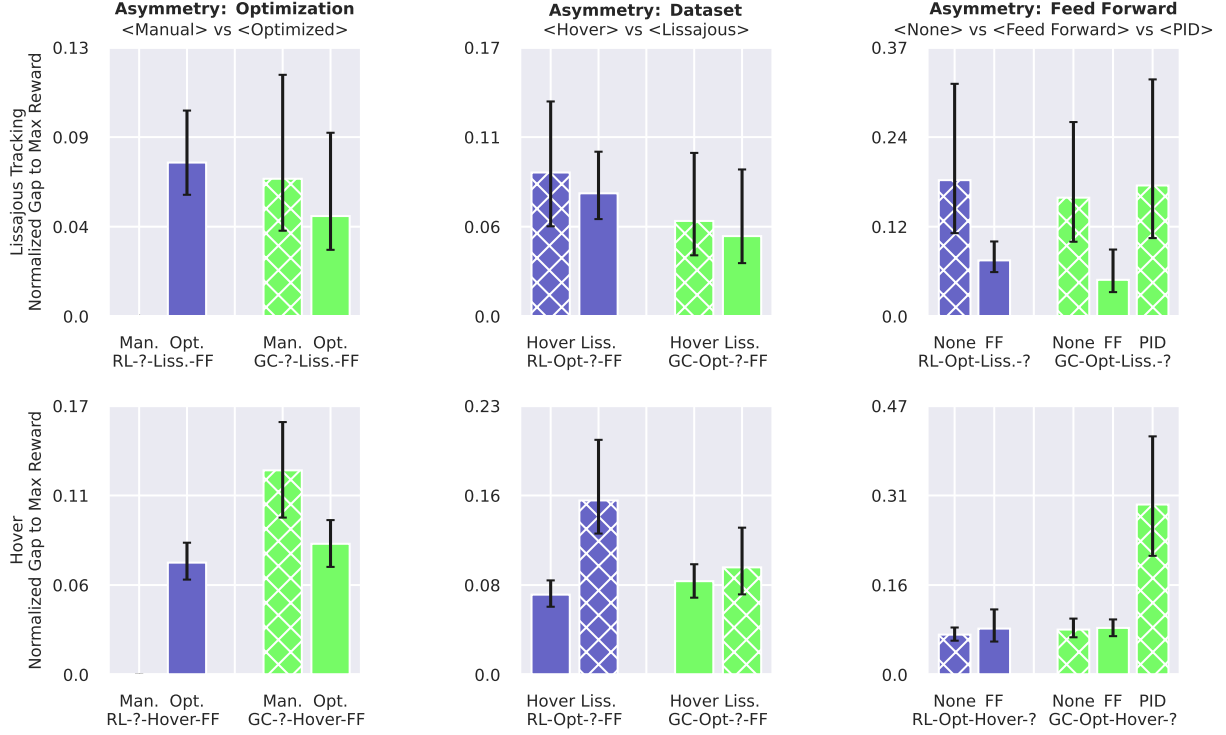 Asymmetry: Optimization
<Manual> vs <Optimized>
Asymmetry: Dataset
<Hover> vs <Lissajous>
Asymmetry: Feed Forward
<None> vs <Feed Forward> vs <PID>
Lissajous Tracking
Normalized Gap to Max Reward
0.13
0.09
0.04
0.0
Man. Opt. Man. Opt.
RL-?-Liss.-FF GC-?-Liss.-FF
0.17
0.11
0.06
0.0
Hover Liss. Hover Liss.
RL-Opt-?-FF GC-Opt-?-FF
0.37
0.24
0.12
0.0
None FF None FF PID
RL-Opt-Liss.-? GC-Opt-Liss.-?
Hover
Normalized Gap to Max Reward
0.17
0.11
0.06
0.0
Man. Opt. Man. Opt.
RL-?-Hover-FF GC-?-Hover-FF
0.23
0.16
0.08
0.0
Hover Liss. Hover Liss.
RL-Opt-?-FF GC-Opt-?-FF
0.47
0.31
0.16
0.0
None FF None FF PID
RL-Opt-Hover-? GC-Opt-Hover-?